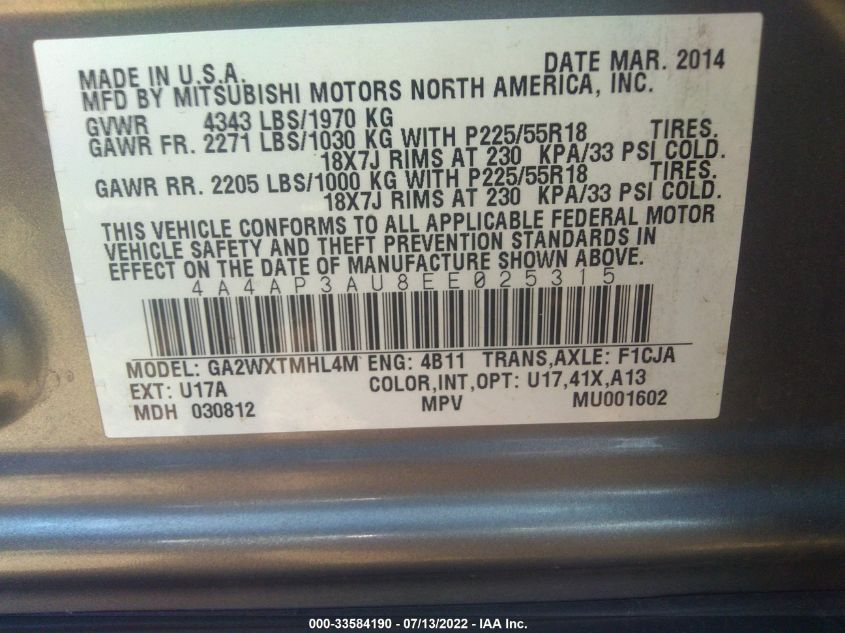 MADE IN U.S.A. DATE MAR. 2014
MFD BY MITSUBISHI MOTORS NORTH AMERICA, INC.
GVWR 4343 LBS/1970 KG
GAWR FR. 2271 LBS/1030 KG WITH P225/55R18 TIRES.
18X7J RIMS AT 230 KPA/33 PSI COLD.
GAWR RR. 2205 LBS/1000 KG WITH P225/55R18 TIRES.
18X7J RIMS AT 230 KPA/33 PSI COLD.
THIS VEHICLE CONFORMS TO ALL APPLICABLE FEDERAL MOTOR
VEHICLE SAFETY AND THEFT PREVENTION STANDARDS IN
EFFECT ON THE DATE OF MANUFACTURE SHOWN ABOVE.
4A4AP3AU8EE025315
MODEL: GA2WXTMHL4M ENG: 4B11 TRANS,AXLE: F1CJA
EXT: U17A COLOR,INT,OPT: U17,41X,A13
MDH 030812 MPV MU001602
000-33584190 - 07/13/2022 - IAA Inc.